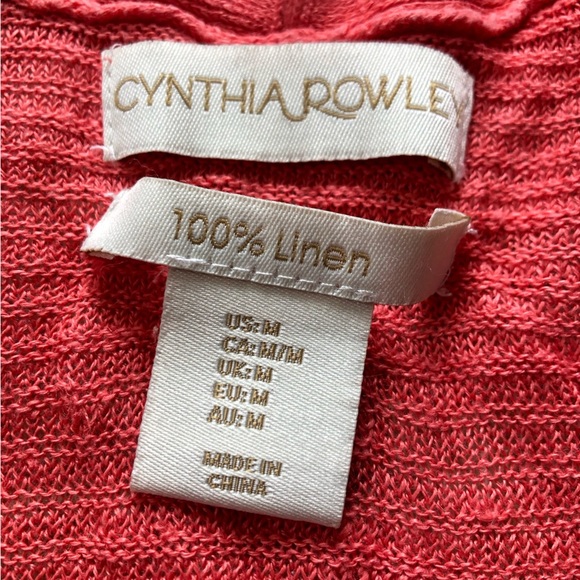 CYNTHIA ROWLEY
100% Linen
US: M
CA: M/M
UK: M
EU: M
AU: M
MADE IN
CHINA